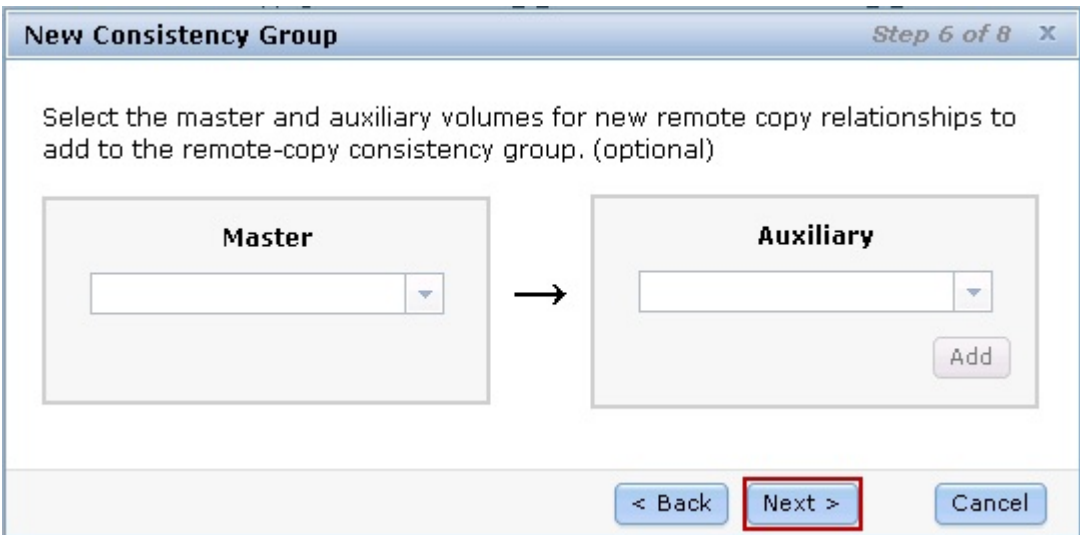 New Consistency Group Step 6 of 8 x
Select the master and auxiliary volumes for new remote copy relationships to
add to the remote-copy consistency group. (optional)
Master → Auxiliary
Add
< Back Next > Cancel